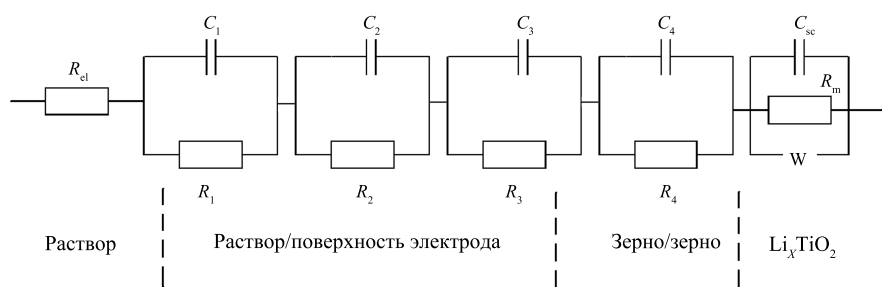 C1 C2 C3 C4 Csc
Rel Rm
W
R1 R2 R3 R4
Раствор Раствор/поверхность электрода Зерно/зерно LiXTiO2